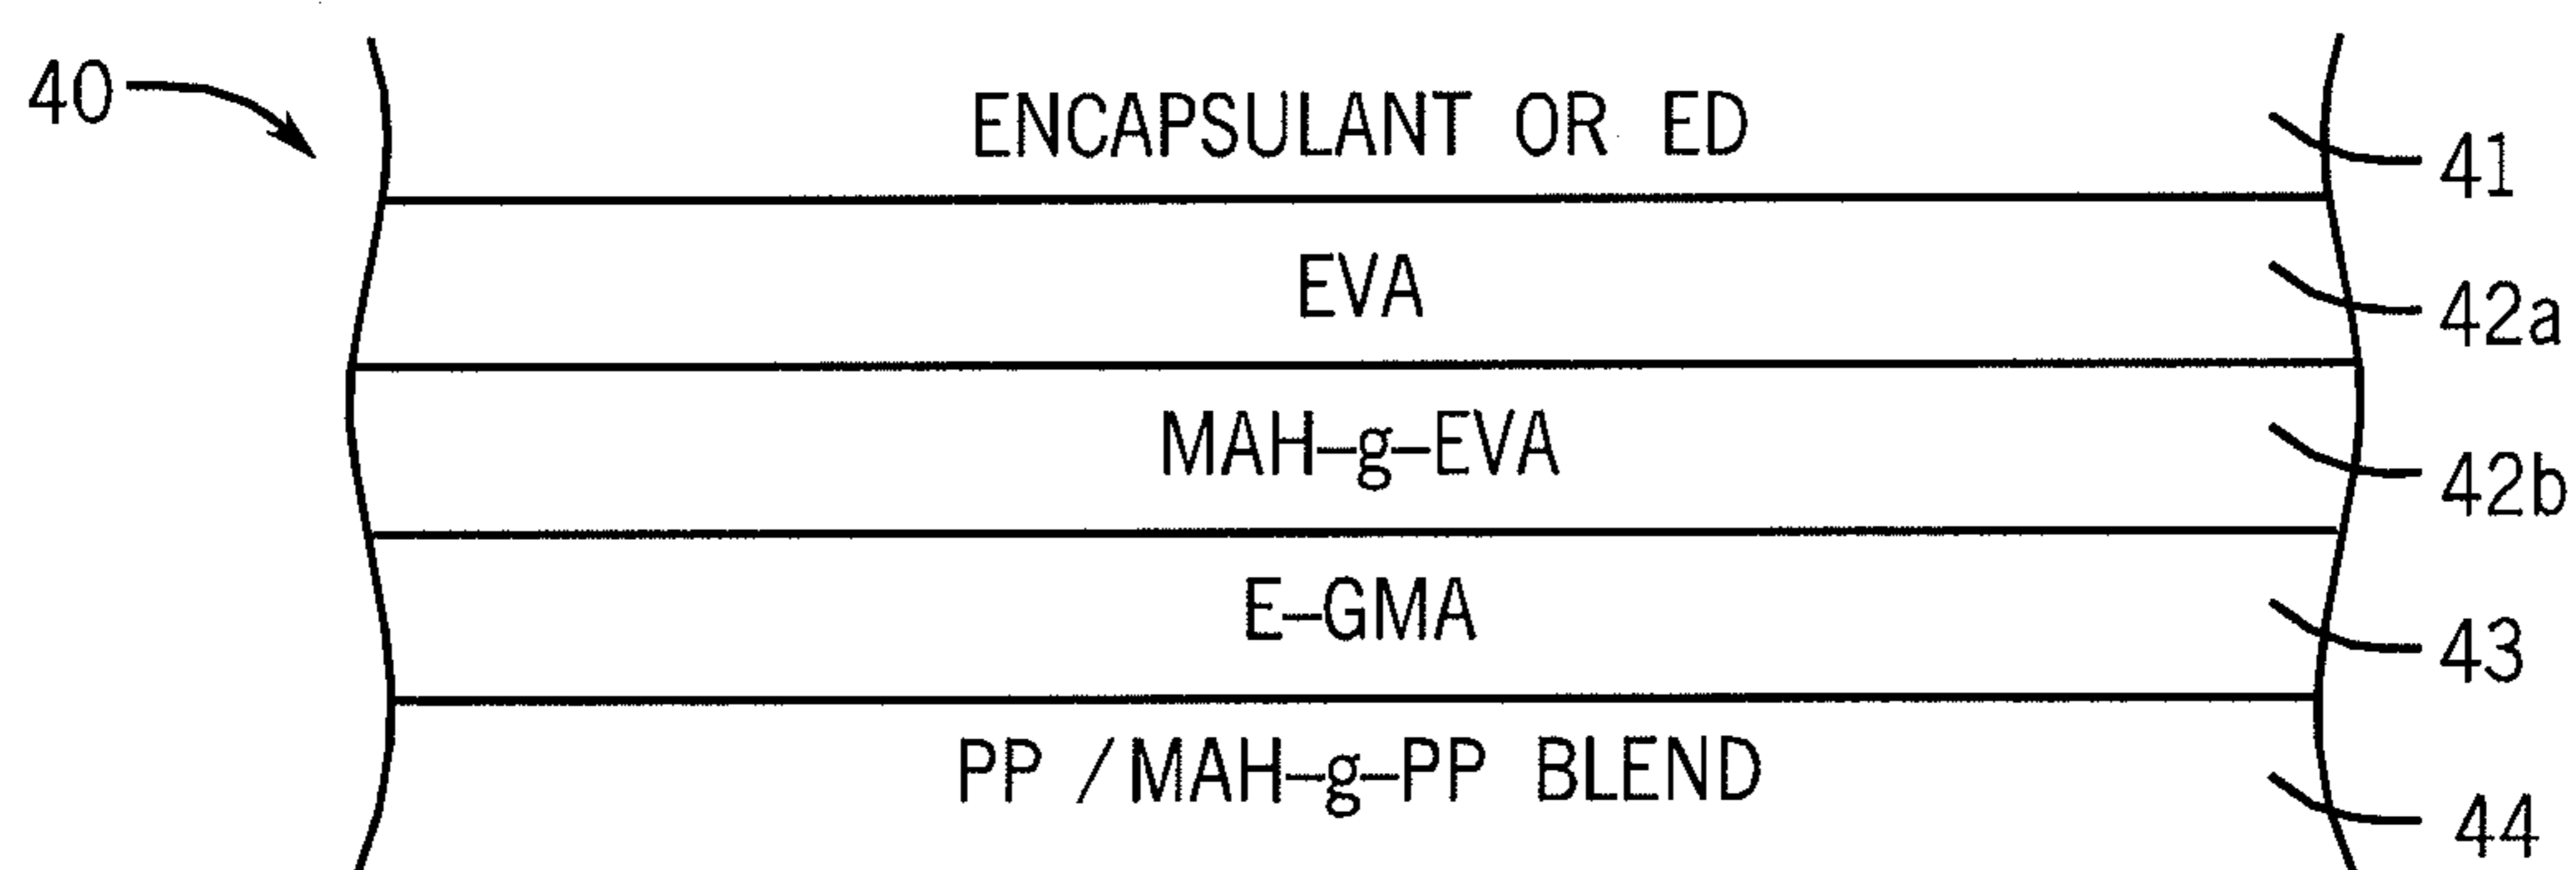 40
ENCAPSULANT OR ED
41
EVA
42a
MAH-g-EVA
42b
E-GMA
43
PP / MAH-g-PP BLEND
44